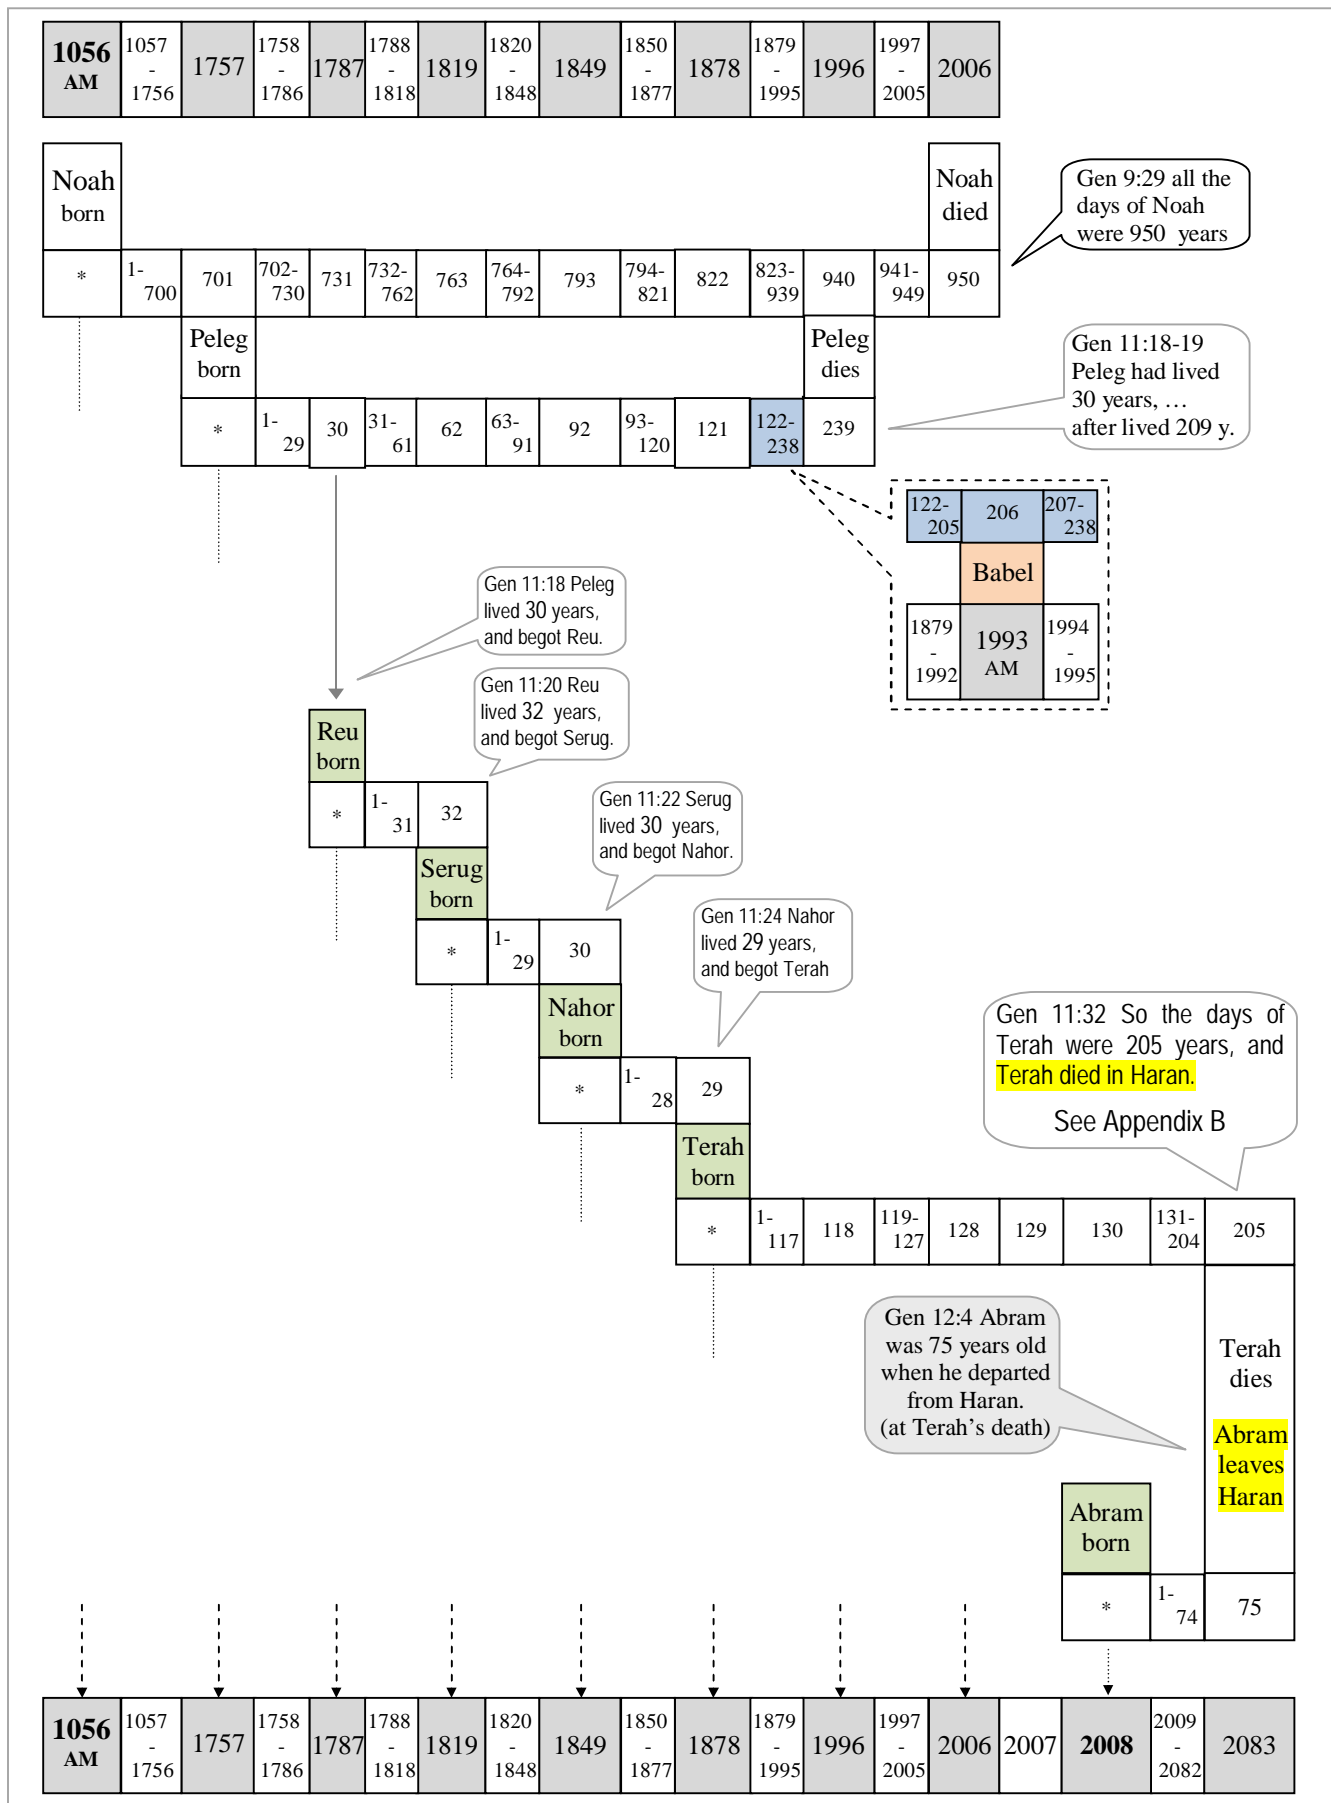 1056 AM 1057 - 1756 1757 1758 - 1786 1787 1788 - 1818 1819 1820 - 1848 1849 1850 - 1877 1878 1879 - 1995 1996 1997 - 2005 2006
Noah
born
Noah
died
Gen 9:29 all the
days of Noah
were 950 years
* 1-700 701 702-730 731 732-762 763 764-792 793 794-821 822 823-939 940 941-949 950
Peleg
born
Peleg
dies
Gen 11:18-19
Peleg had lived
30 years, …
after lived 209 y.
* 1-29 30 31-61 62 63-91 92 93-120 121 122-238 239
122-205 206 207-238
Babel
1879 - 1992 1993 AM 1994 - 1995
Gen 11:18 Peleg
lived 30 years,
and begot Reu.
Gen 11:20 Reu
lived 32 years,
and begot Serug.
Reu
born
* 1-31 32
Gen 11:22 Serug
lived 30 years,
and begot Nahor.
Serug
born
* 1-29 30
Gen 11:24 Nahor
lived 29 years,
and begot Terah
Nahor
born
* 1-28 29
Gen 11:32 So the days of
Terah were 205 years, and
Terah died in Haran.
See Appendix B
Terah
born
* 1-117 118 119-127 128 129 130 131-204 205
Gen 12:4 Abram
was 75 years old
when he departed
from Haran.
(at Terah's death)
Terah
dies
Abram
leaves
Haran
Abram
born
* 1-74 75
1056 AM 1057 - 1756 1757 1758 - 1786 1787 1788 - 1818 1819 1820 - 1848 1849 1850 - 1877 1878 1879 - 1995 1996 1997 - 2005 2006 2007 2008 2009 - 2082 2083